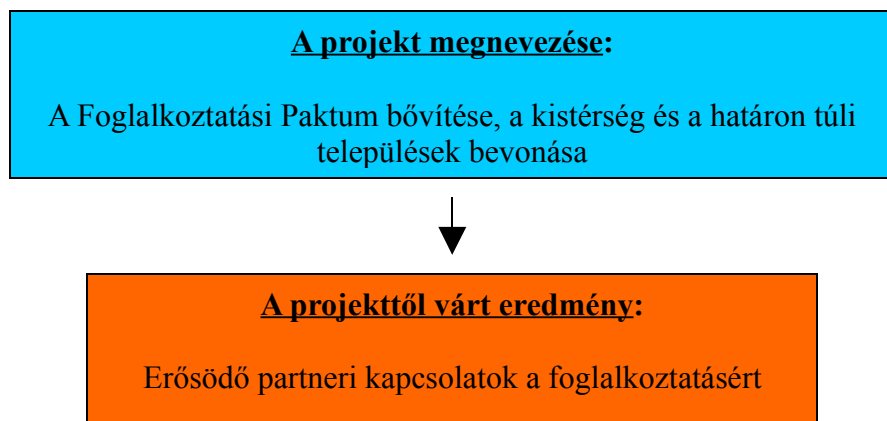 A projekt megnevezése:
A Foglalkoztatási Paktum bővítése, a kistérség és a határon túli
települések bevonása
A projekttől várt eredmény:
Erősödő partneri kapcsolatok a foglalkoztatásért